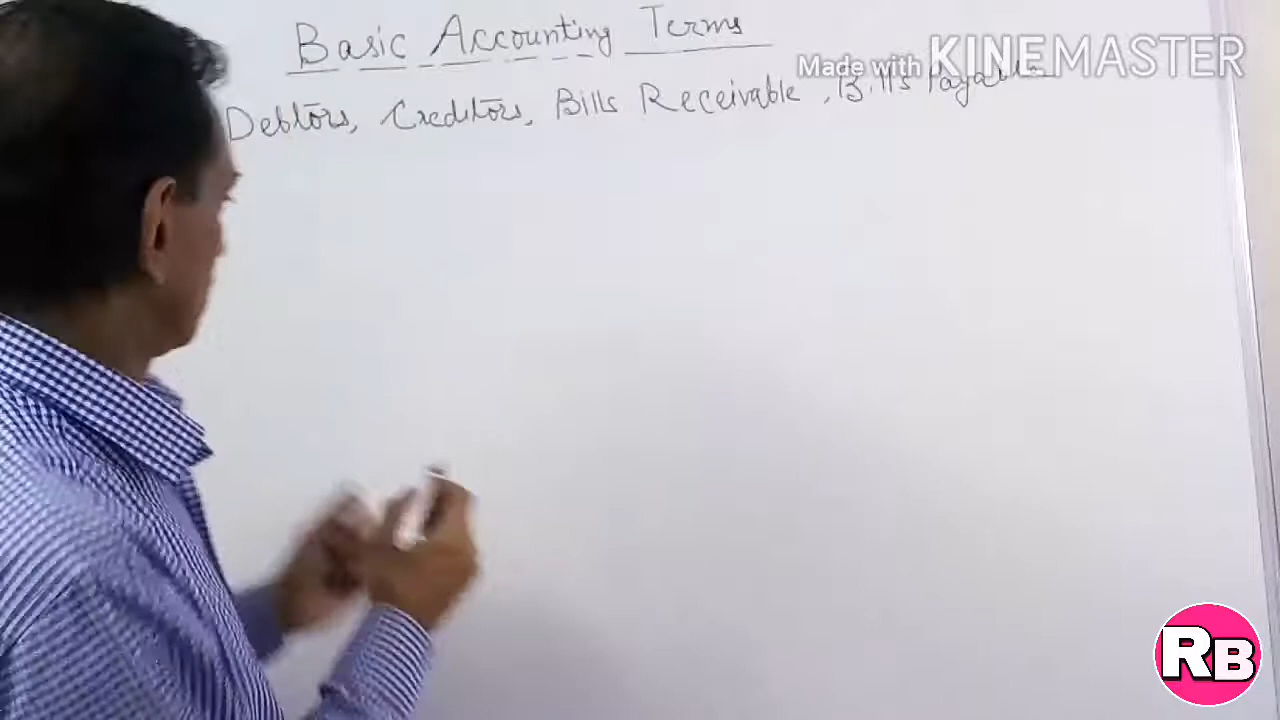 Basic Accounting Terms
Made with KINEMASTER
Debtors, Creditors, Bills Receivable, Bills Payable
RB